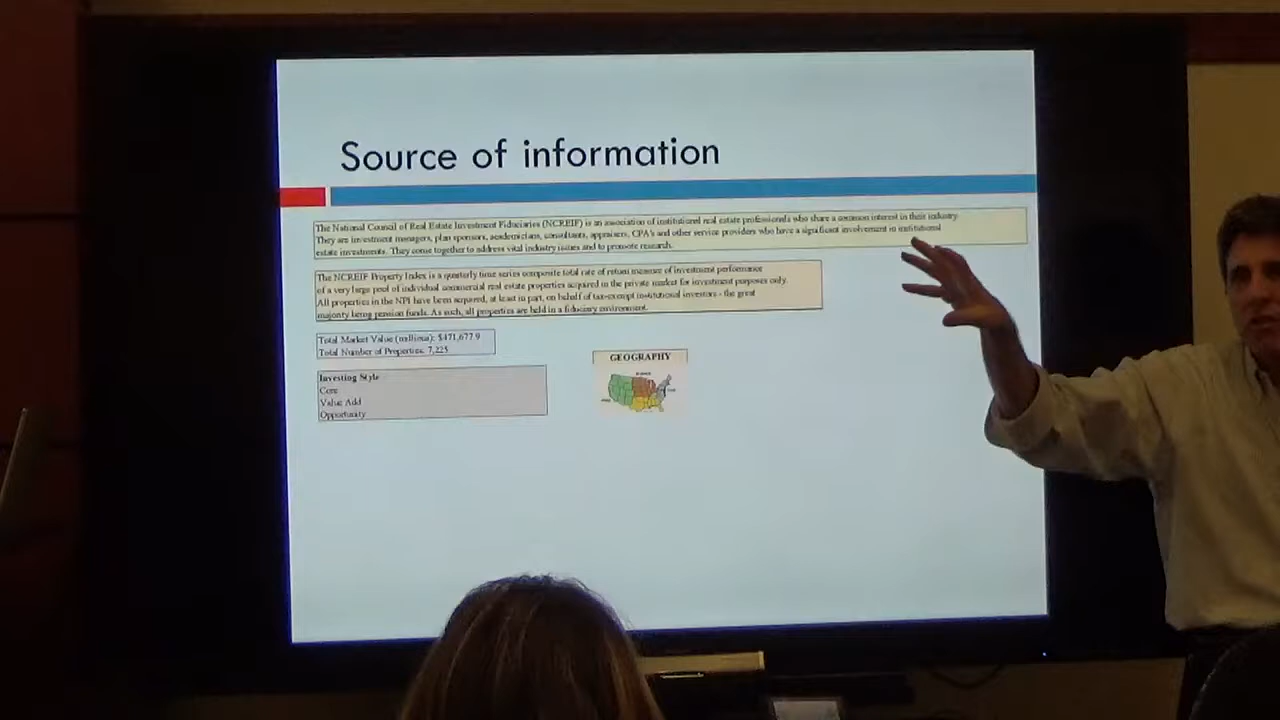 Source of information
The National Council of Real Estate Investment Fiduciaries (NCREIF) is an association of institutional real estate professionals who share a common interest in their industry.
They are investment managers, plan sponsors, academicians, consultants, appraisers, CPA's and other service providers who have a significant involvement in institutional
estate investments. They come together to address vital industry issues and to promote research.
The NCREIF Property Index is a quarterly time series composite total rate of return measure of investment performance
of a very large pool of individual commercial real estate properties acquired in the private market for investment purposes only.
All properties in the NPI have been acquired, at least in part, on behalf of tax-exempt institutional investors - the great
majority being pension funds. As such, all properties are held in a fiduciary environment.
Total Market Value (millions): $471,677.9
Total Number of Properties: 7,225
Investing Style
Core
Value Add
Opportunity
GEOGRAPHY